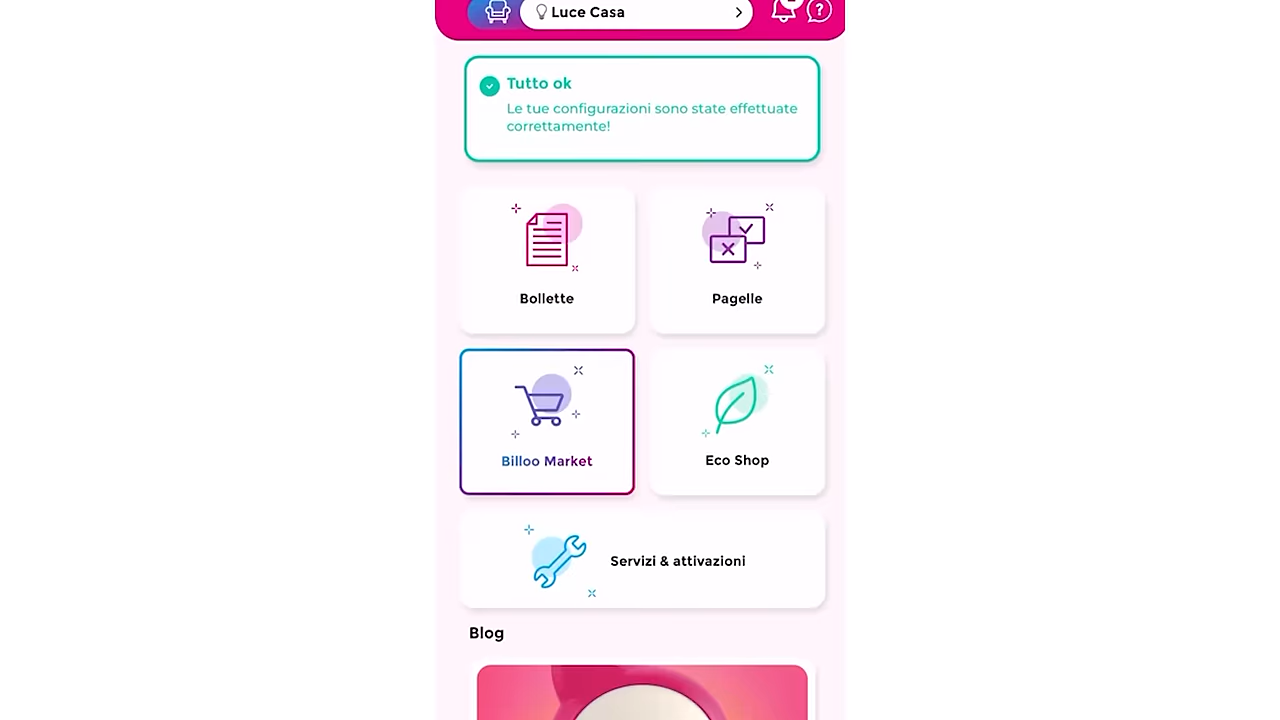 Luce Casa
Tutto ok
Le tue configurazioni sono state effettuate
correttamente!
Bollette
Pagelle
Billoo Market
Eco Shop
Servizi & attivazioni
Blog